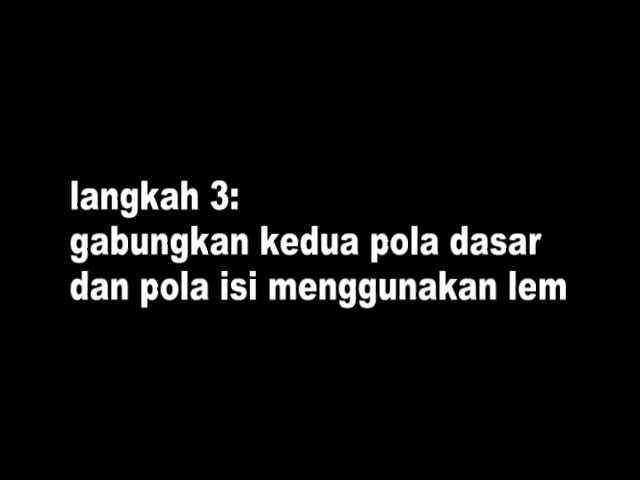 langkah 3:
gabungkan kedua pola dasar
dan pola isi menggunakan lem